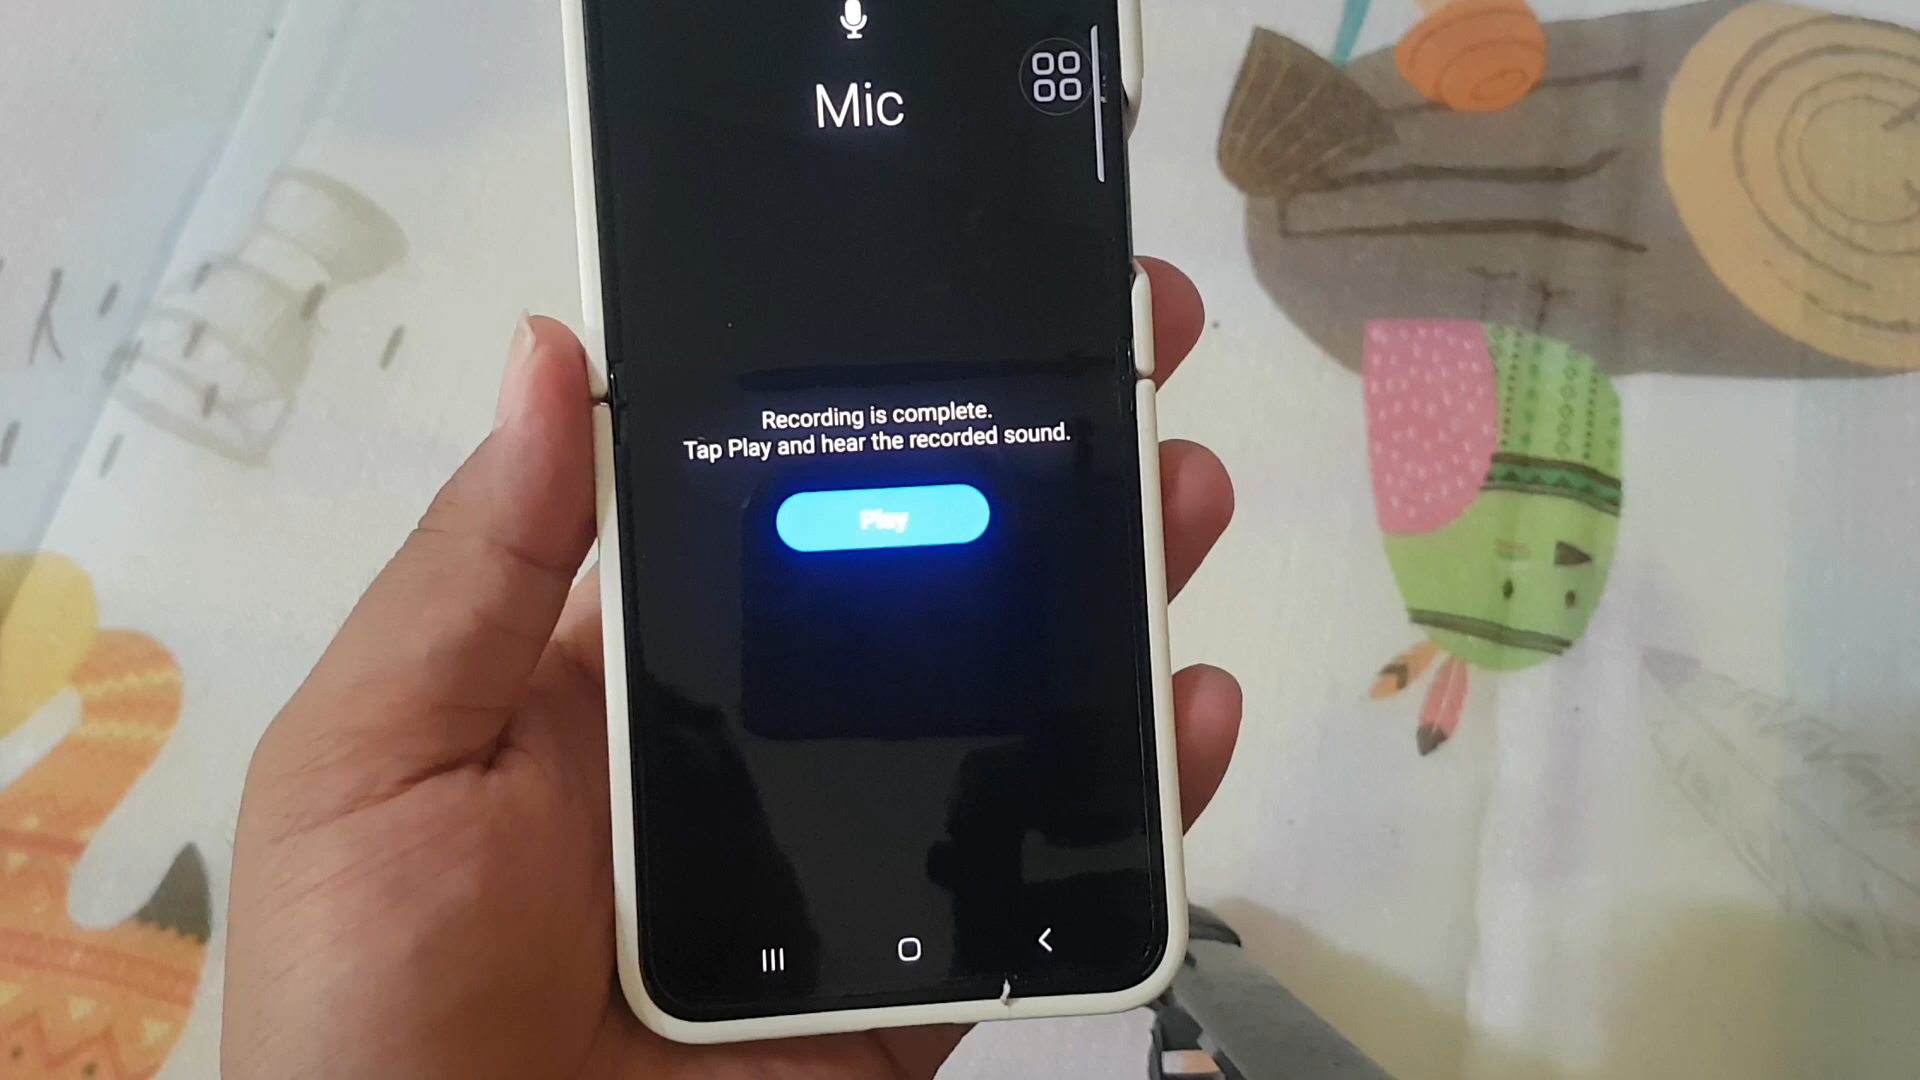 Mic
Recording is complete.
Tap Play and hear the recorded sound.
Play